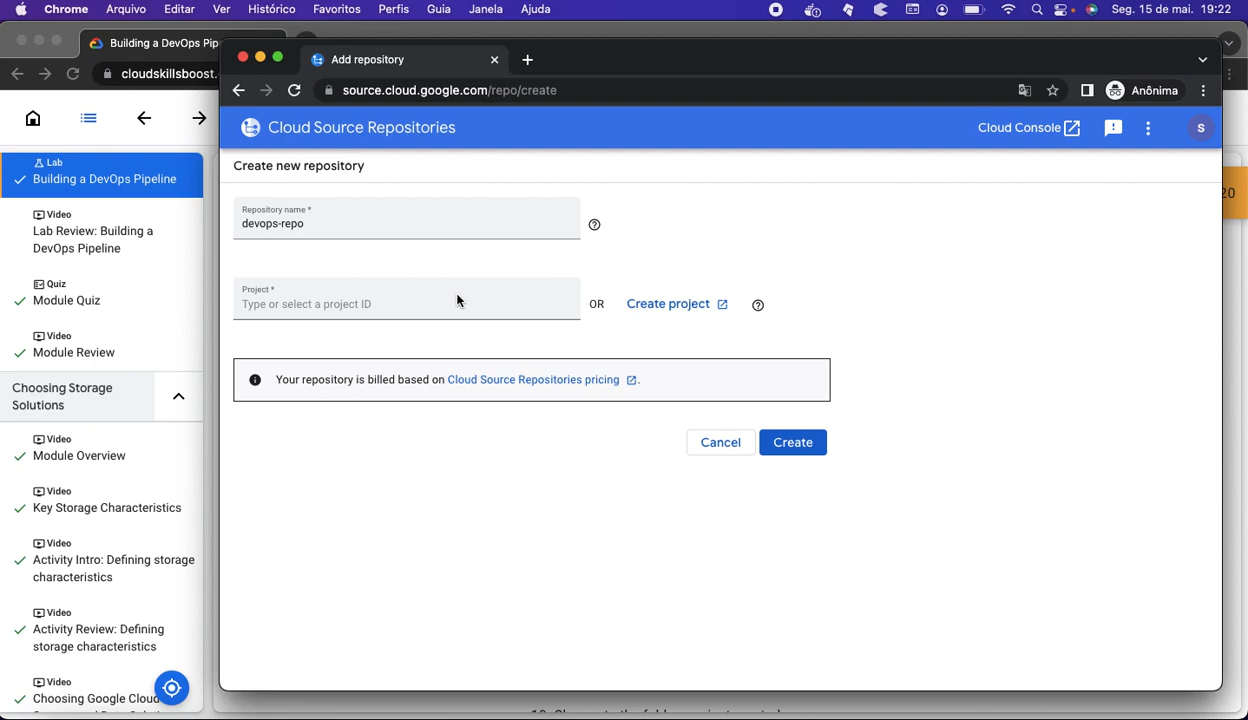 Chrome Arquivo Editar Ver Histórico Favoritos Perfis Guia Janela Ajuda Seg. 15 de mai. 19:22
Building a DevOps Pip
cloudskillsboost.
Add repository
source.cloud.google.com/repo/create
Anônima
Cloud Source Repositories
Cloud Console
S
Create new repository
Repository name *
devops-repo
Project *
Type or select a project ID
OR
Create project
Your repository is billed based on Cloud Source Repositories pricing .
Cancel
Create
20
Lab
Building a DevOps Pipeline
Video
Lab Review: Building a
DevOps Pipeline
Quiz
Module Quiz
Video
Module Review
Choosing Storage
Solutions
Video
Module Overview
Video
Key Storage Characteristics
Video
Activity Intro: Defining storage
characteristics
Video
Activity Review: Defining
storage characteristics
Video
Choosing Google Cloud